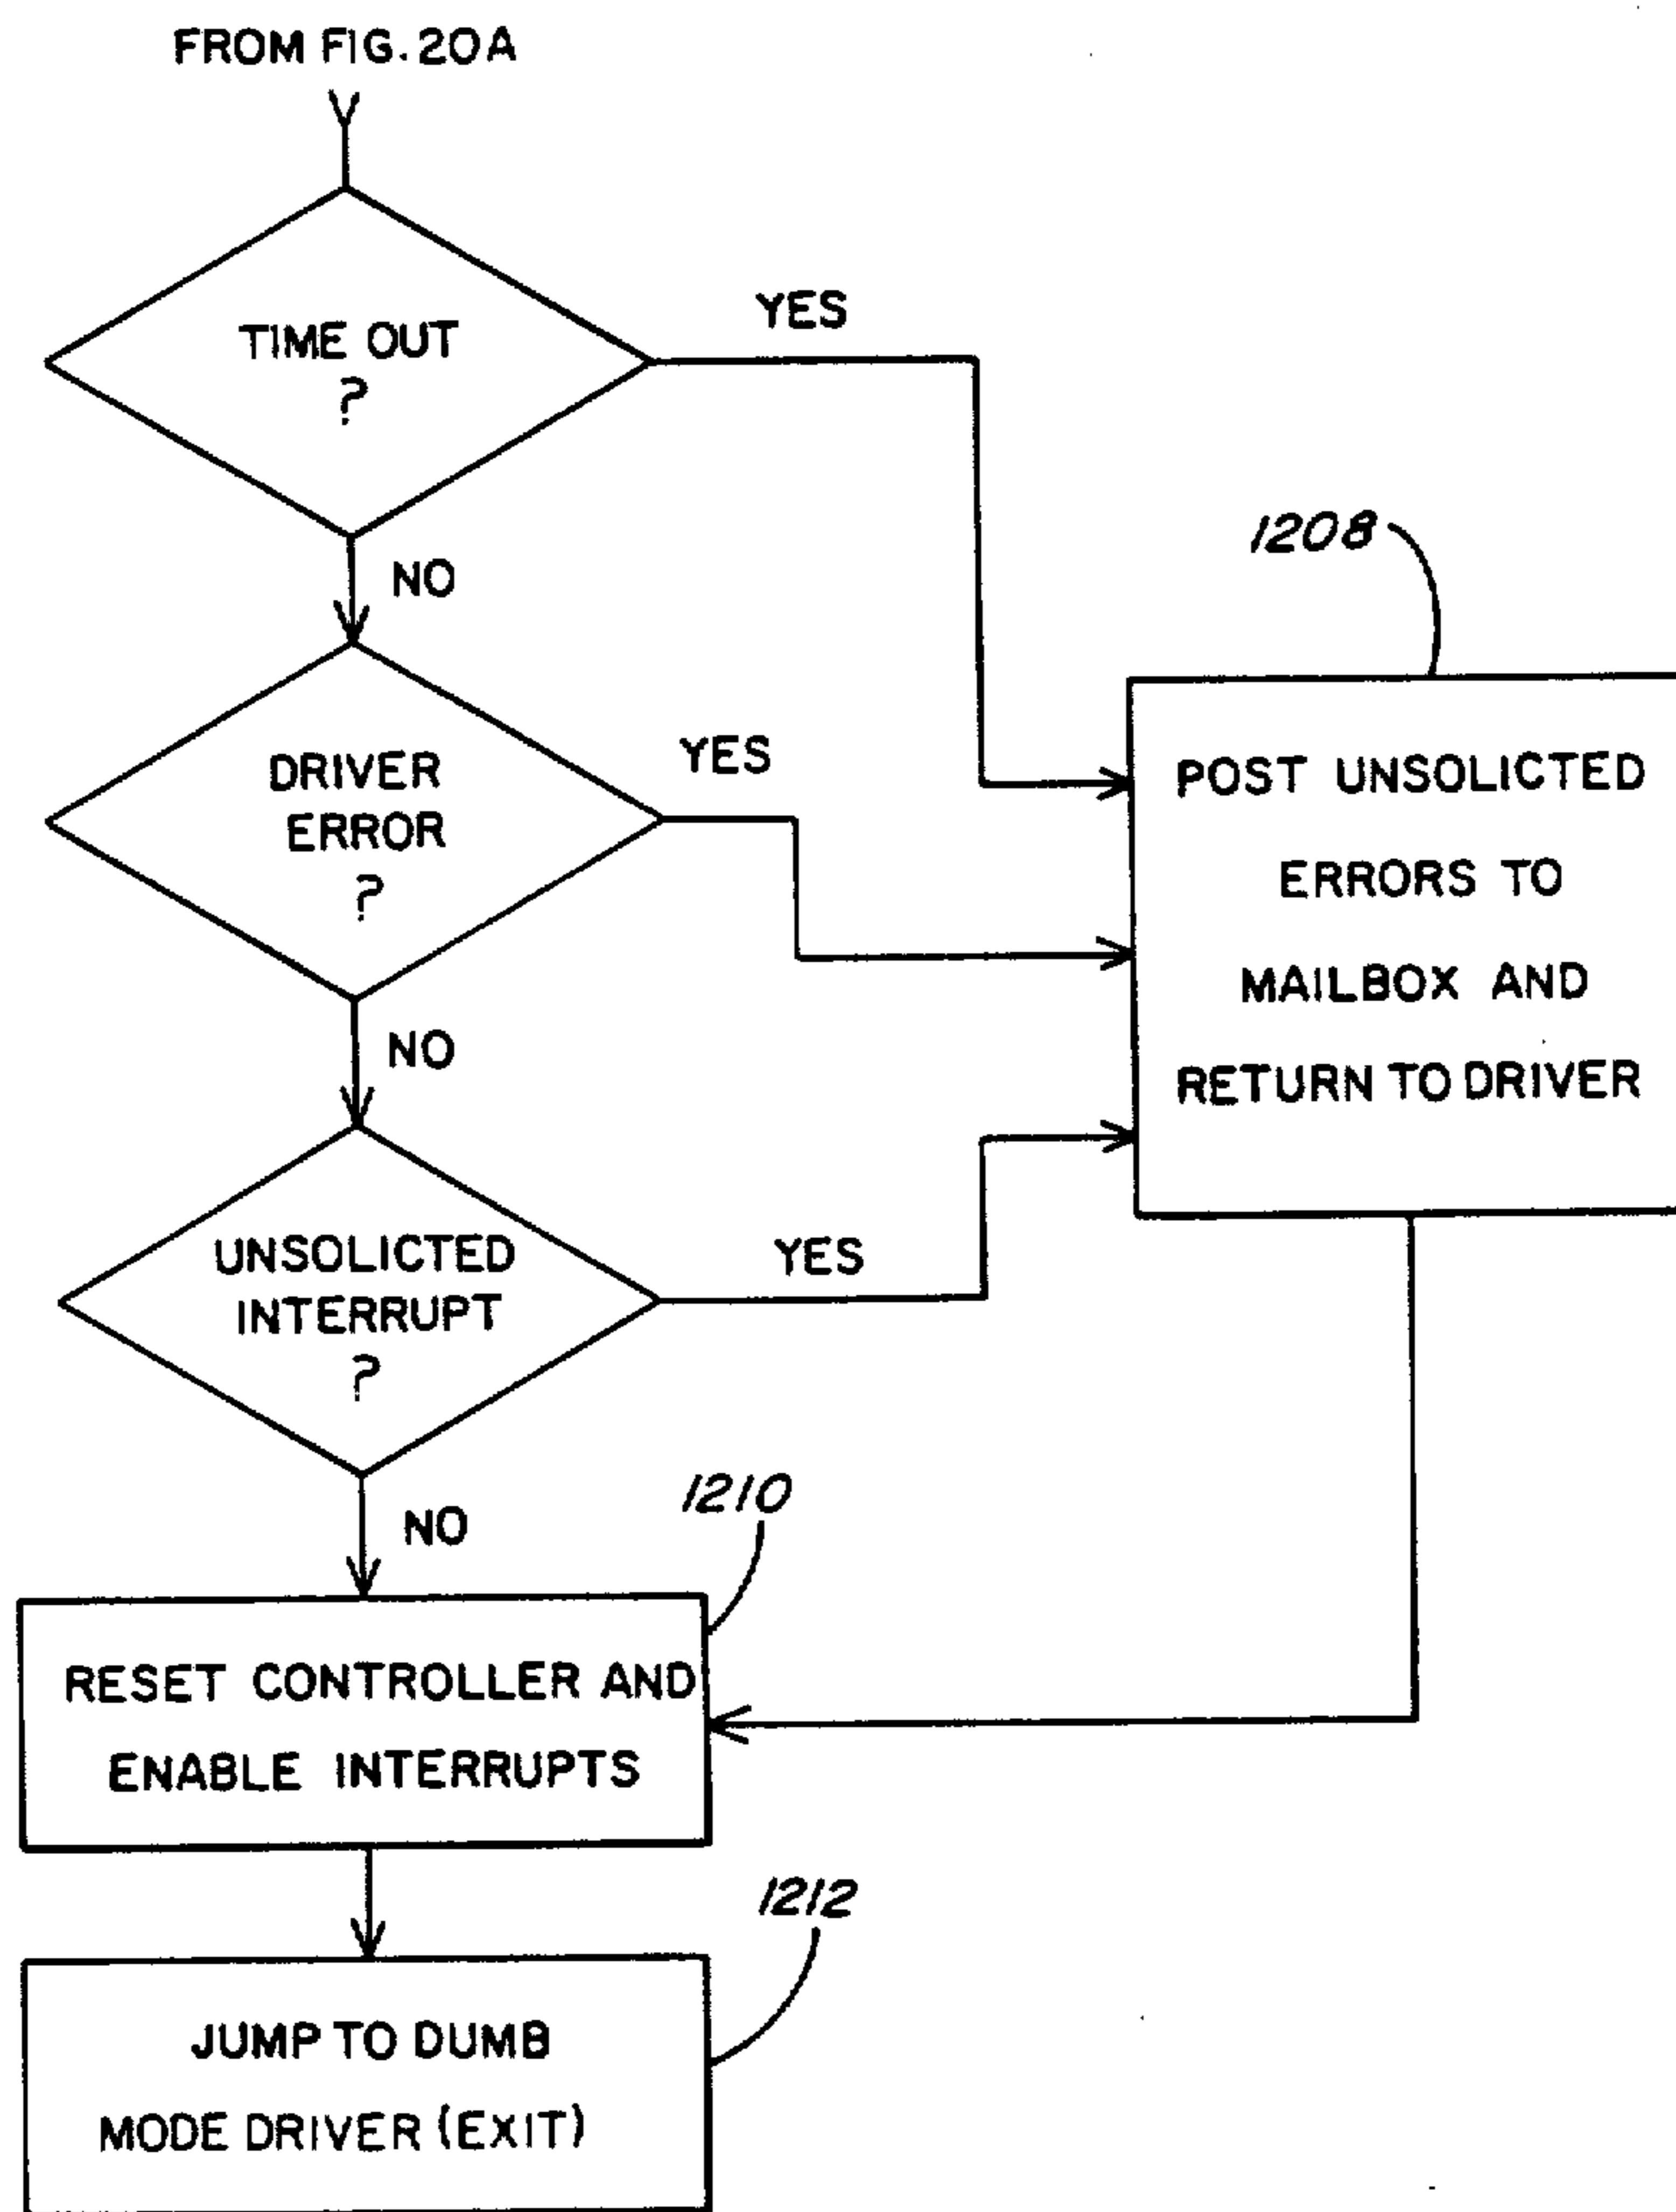 FROM FIG. 20A
TIME OUT
?
YES
NO
1208
DRIVER
ERROR
?
YES
NO
POST UNSOLICTED
ERRORS TO
MAILBOX AND
RETURN TO DRIVER
UNSOLICTED
INTERRUPT
?
YES
NO
1210
RESET CONTROLLER AND
ENABLE INTERRUPTS
1212
JUMP TO DUMB
MODE DRIVER (EXIT)